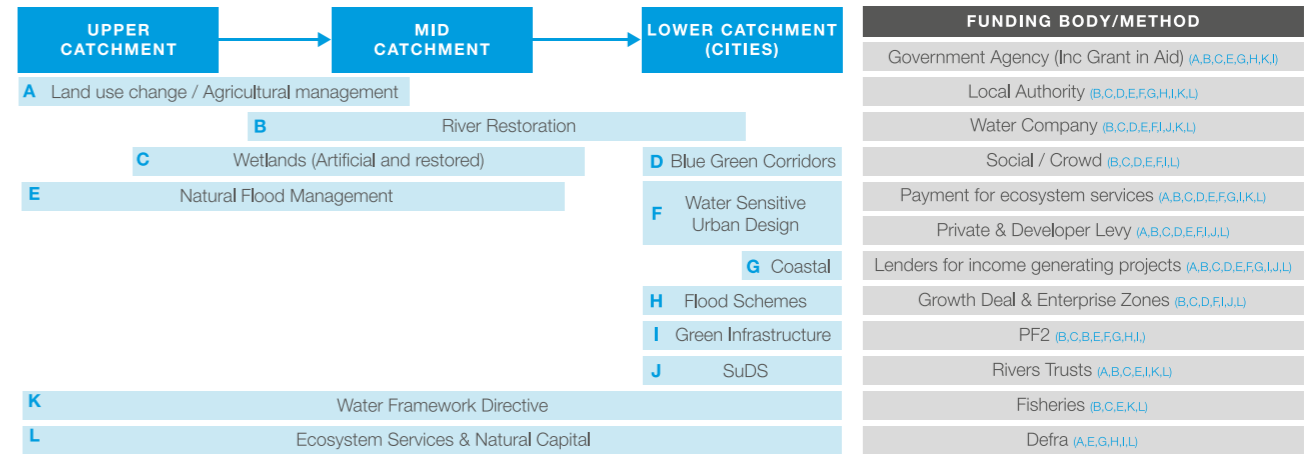 UPPER
CATCHMENT
MID
CATCHMENT
LOWER CATCHMENT
(CITIES)
A Land use change / Agricultural management
B River Restoration
C Wetlands (Artificial and restored)
D Blue Green Corridors
E Natural Flood Management
F Water Sensitive
Urban Design
G Coastal
H Flood Schemes
I Green Infrastructure
J SuDS
K Water Framework Directive
L Ecosystem Services & Natural Capital
FUNDING BODY/METHOD
Government Agency (Inc Grant in Aid) (A,B,C,E,G,H,K,I)
Local Authority (B,C,D,E,F,G,H,I,K,L)
Water Company (B,C,D,E,F,I,J,K,L)
Social / Crowd (B,C,D,E,F,I,L)
Payment for ecosystem services (A,B,C,D,E,F,G,I,K,L)
Private & Developer Levy (A,B,C,D,E,F,I,J,L)
Lenders for income generating projects (A,B,C,D,E,F,G,I,J,L)
Growth Deal & Enterprise Zones (B,C,D,F,I,J,L)
PF2 (B,C,B,E,F,G,H,I,)
Rivers Trusts (A,B,C,E,I,K,L)
Fisheries (B,C,E,K,L)
Defra (A,E,G,H,I,L)